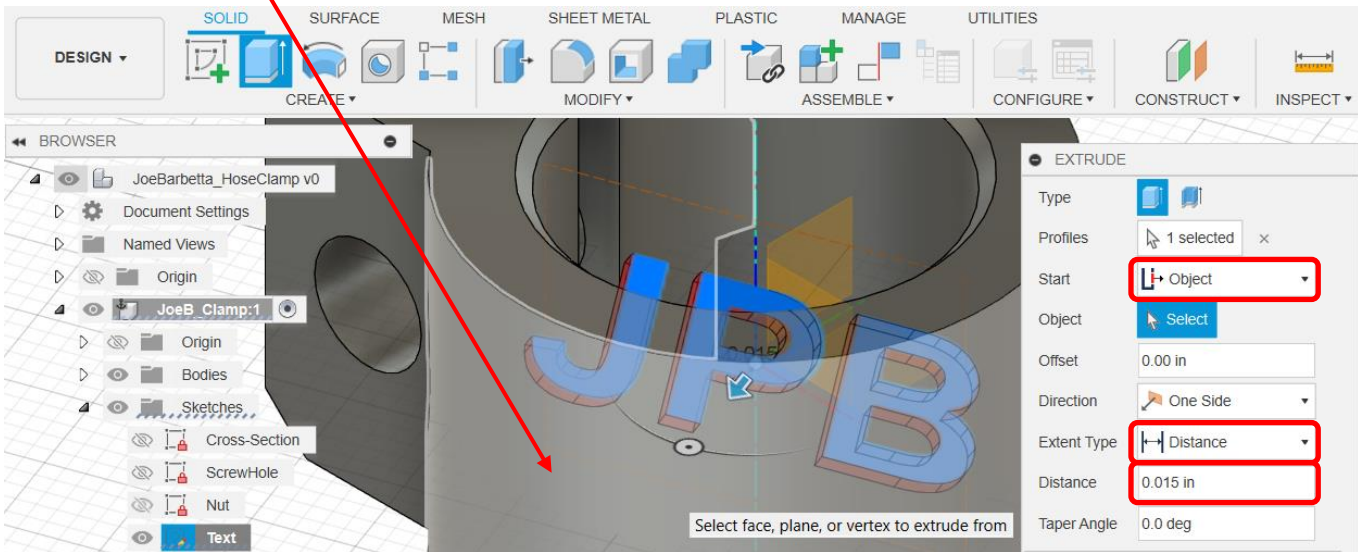 SOLID SURFACE MESH SHEET METAL PLASTIC MANAGE UTILITIES
DESIGN
CREATE MODIFY ASSEMBLE CONFIGURE CONSTRUCT INSPECT
BROWSER
JoeBarbetta_HoseClamp v0
Document Settings
Named Views
Origin
JoeB_Clamp:1
Origin
Bodies
Sketches
Cross-Section
ScrewHole
Nut
Text
JPB
0.015
Select face, plane, or vertex to extrude from
EXTRUDE
Type
Profiles 1 selected
Start Object
Object Select
Offset 0.00 in
Direction One Side
Extent Type Distance
Distance 0.015 in
Taper Angle 0.0 deg